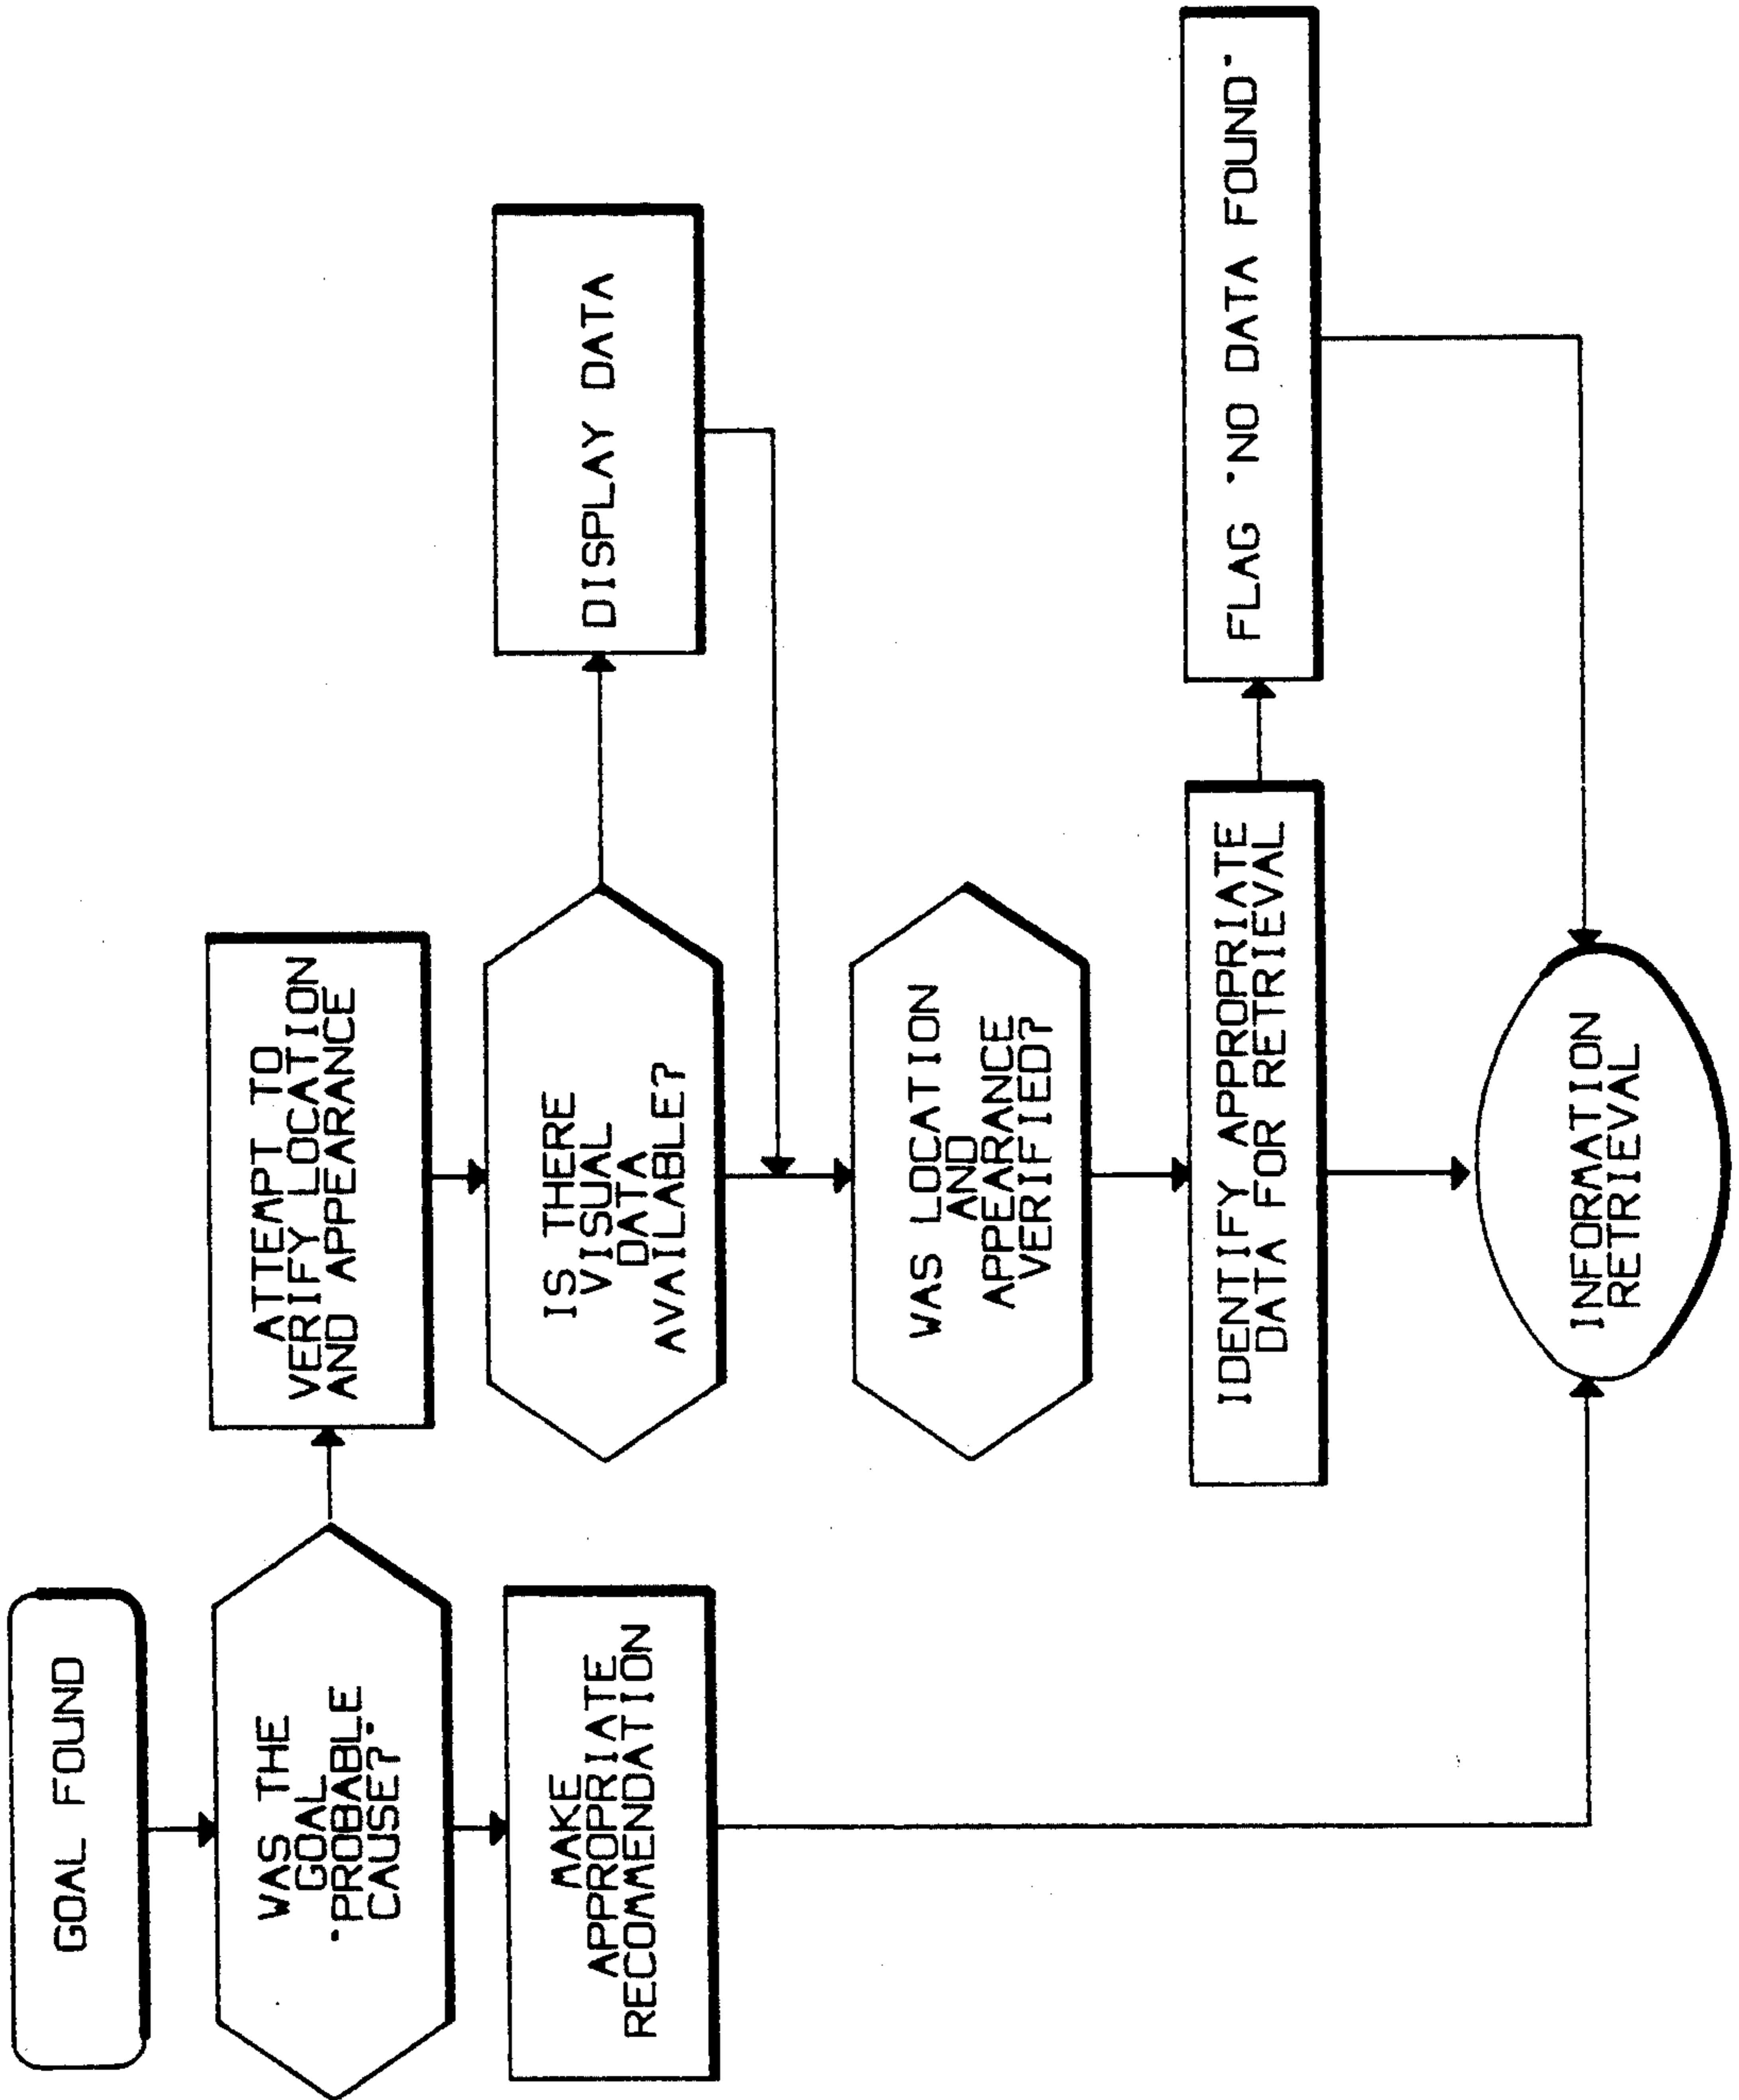 GOAL FOUND
WAS THE
GOAL
"PROBABLE
CAUSE?"
ATTEMPT TO
VERIFY LOCATION
AND APPEARANCE
MAKE
APPROPRIATE
RECOMMENDATION
IS THERE
VISUAL
DATA
AVAILABLE?
DISPLAY DATA
WAS LOCATION
AND
APPEARANCE
VERIFIED?
IDENTIFY APPROPRIATE
DATA FOR RETRIEVAL
FLAG "NO DATA FOUND"
INFORMATION
RETRIEVAL